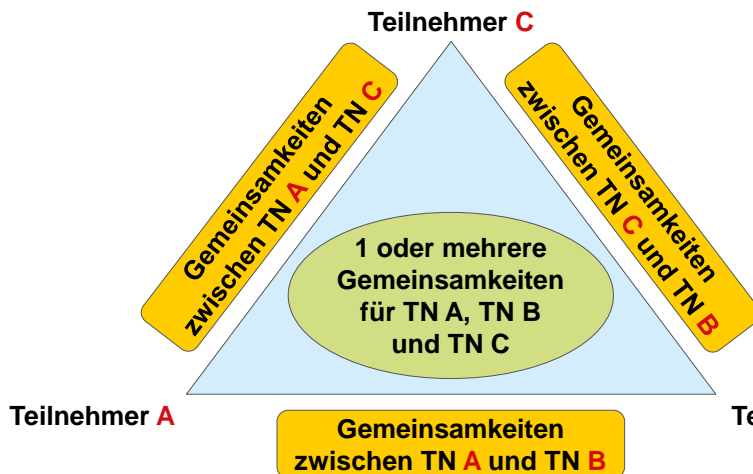 Teilnehmer C
Gemeinsamkeiten
zwischen TN A und TN C
Gemeinsamkeiten
zwischen TN C und TN B
1 oder mehrere
Gemeinsamkeiten
für TN A, TN B
und TN C
Teilnehmer A
Gemeinsamkeiten
zwischen TN A und TN B